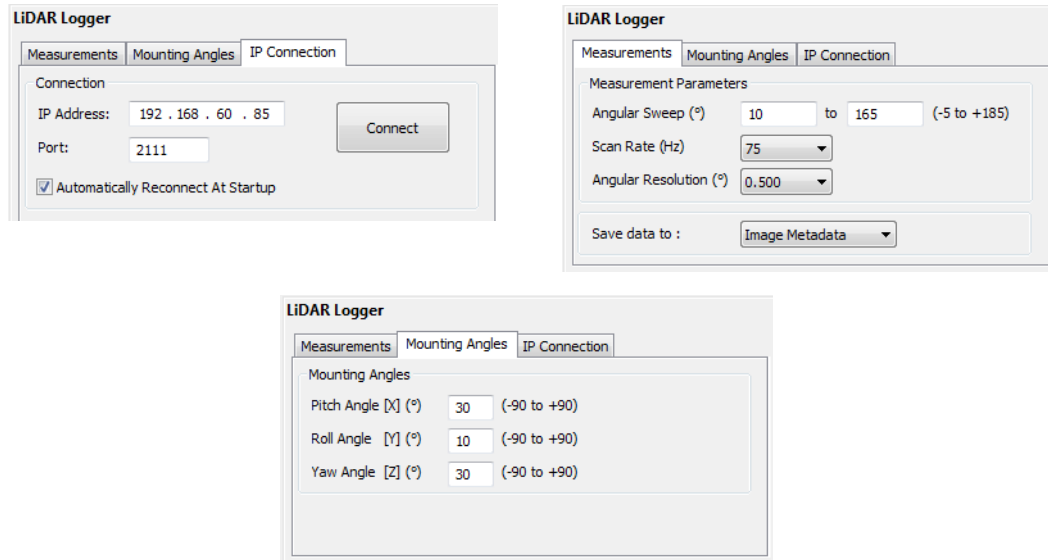 LiDAR Logger
Measurements Mounting Angles IP Connection
Connection
IP Address: 192 . 168 . 60 . 85
Connect
Port: 2111
Automatically Reconnect At Startup
LiDAR Logger
Measurements Mounting Angles IP Connection
Measurement Parameters
Angular Sweep (°) 10 to 165 (-5 to +185)
Scan Rate (Hz) 75
Angular Resolution (°) 0.500
Save data to : Image Metadata
LiDAR Logger
Measurements Mounting Angles IP Connection
Mounting Angles
Pitch Angle [X] (°) 30 (-90 to +90)
Roll Angle [Y] (°) 10 (-90 to +90)
Yaw Angle [Z] (°) 30 (-90 to +90)